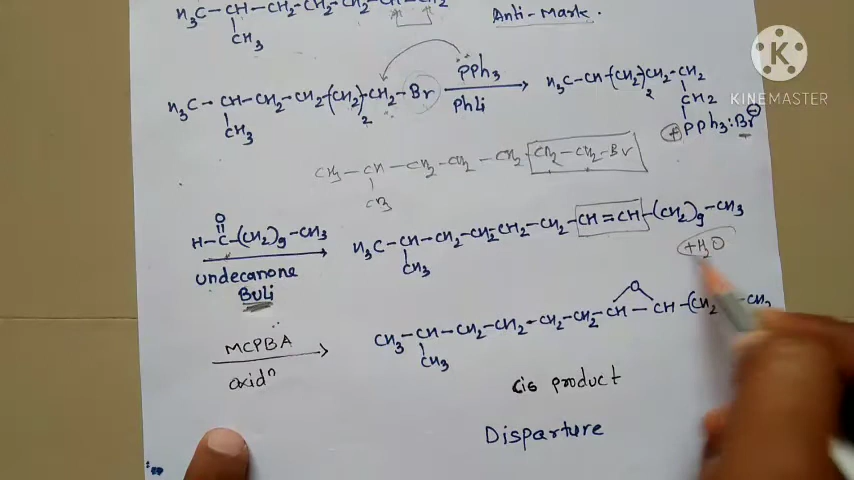 H3C-CH-CH2-CH2-CH2-CH-CH2
CH3
Anti-Mark.
H3C-CH-CH2-CH2-(CH2)2-CH2-Br
CH3
PPh3
PhLi
H3C-CH-(CH2)2-CH2-CH2
CH2
+PPh3:Br⊖
K
KINEMASTER
CH3-CH-CH2-CH2-CH2-CH2-CH2-Br
CH3
O
H-C-(CH2)9-CH3
undecanone
BuLi
H3C-CH-CH2-CH2-CH2-CH2-CH=CH-(CH2)9-CH3
CH3
+H2O
MCPBA
oxidn
O
CH3-CH-CH2-CH2-CH2-CH2-CH-CH-(CH2 -CH3
CH3
Cis product
Disparture